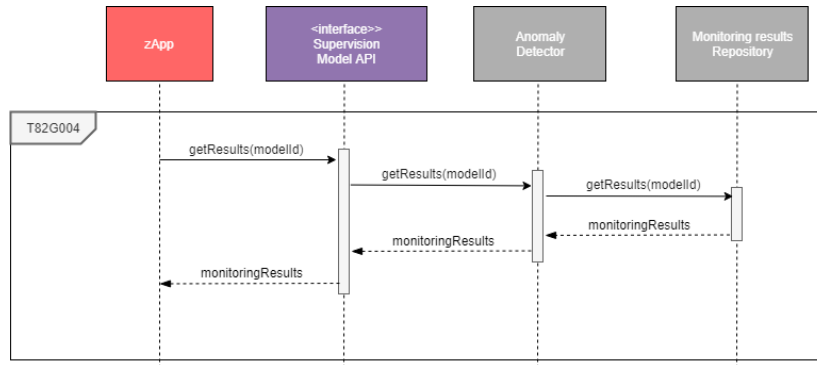 zApp
<interface>>
Supervision
Model API
Anomaly
Detector
Monitoring results
Repository
T82G004
getResults(modelId)
getResults(modelId)
getResults(modelId)
monitoringResults
monitoringResults
monitoringResults